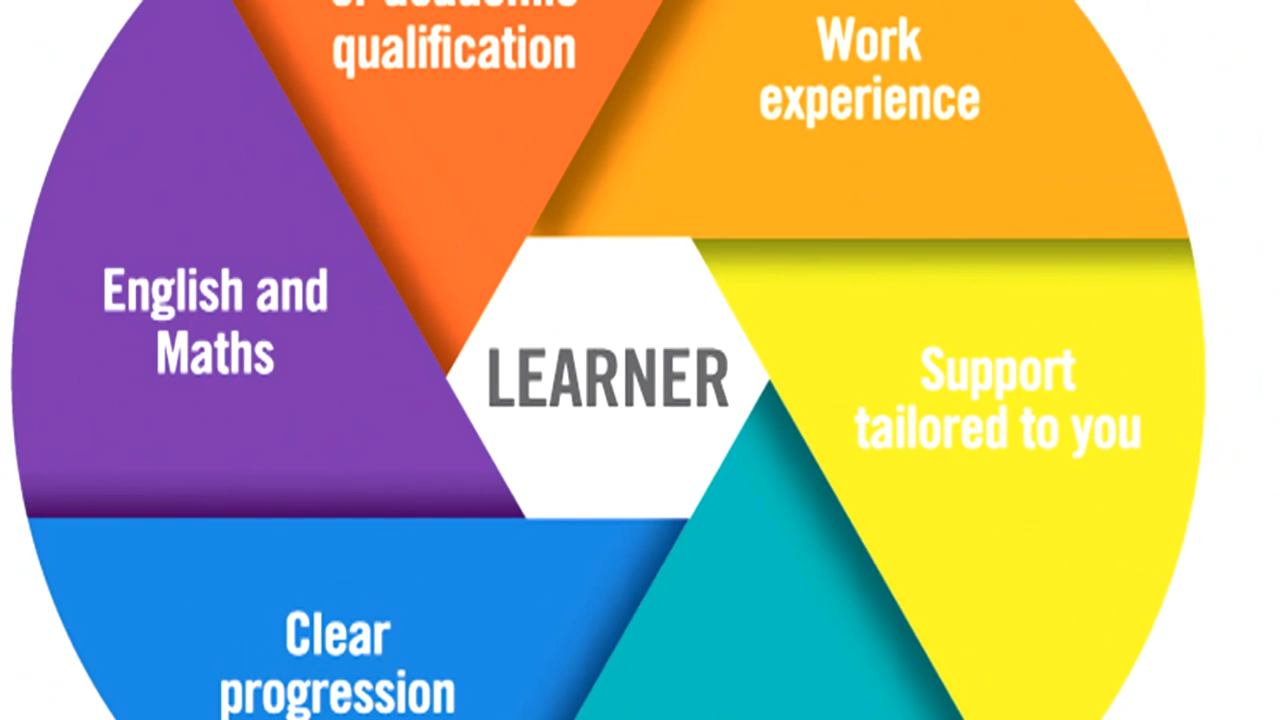 qualification
Work
experience
English and
Maths
LEARNER
Support
tailored to you
Clear
progression